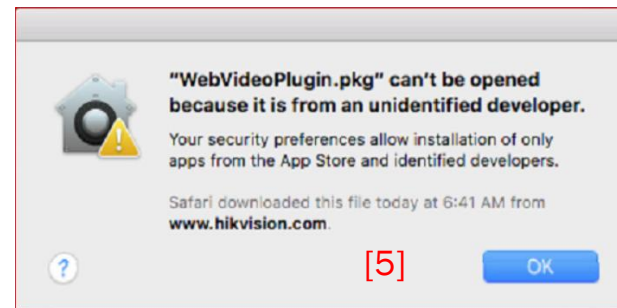 "WebVideoPlugin.pkg" can't be opened
because it is from an unidentified developer.
Your security preferences allow installation of only
apps from the App Store and identified developers.
Safari downloaded this file today at 6:41 AM from
www.hikvision.com.
?
[5]
OK